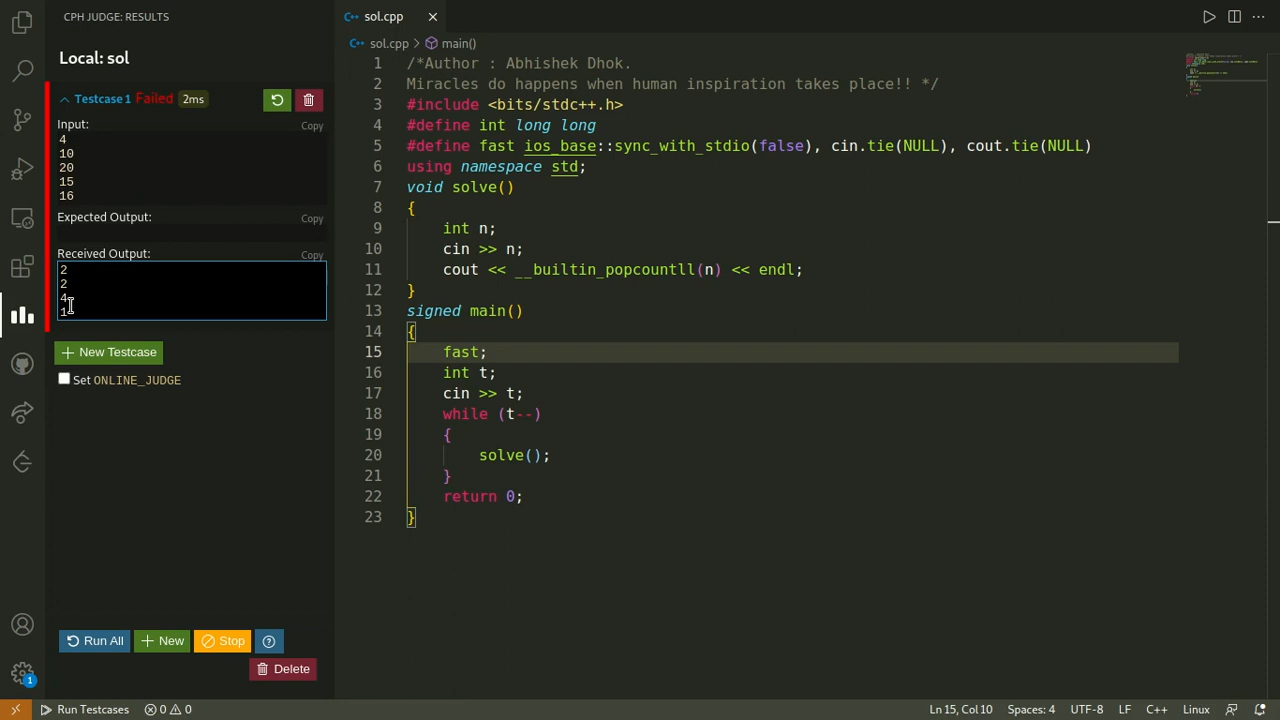 CPH JUDGE: RESULTS
Local: sol
Testcase 1 Failed 2ms
Input:
Copy
4
10
20
15
16
Expected Output:
Copy
Received Output:
Copy
2
2
4
1
New Testcase
Set ONLINE_JUDGE
Run All
New
Stop
Delete
sol.cpp
sol.cpp > main()
1 /*Author : Abhishek Dhok.
2 Miracles do happens when human inspiration takes place!! */
3 #include <bits/stdc++.h>
4 #define int long long
5 #define fast ios_base::sync_with_stdio(false), cin.tie(NULL), cout.tie(NULL)
6 using namespace std;
7 void solve()
8 {
9 int n;
10 cin >> n;
11 cout << __builtin_popcountll(n) << endl;
12 }
13 signed main()
14 {
15 fast;
16 int t;
17 cin >> t;
18 while (t--)
19 {
20 solve();
21 }
22 return 0;
23 }
1
Run Testcases 0 0 Ln 15, Col 10 Spaces: 4 UTF-8 LF C++ Linux